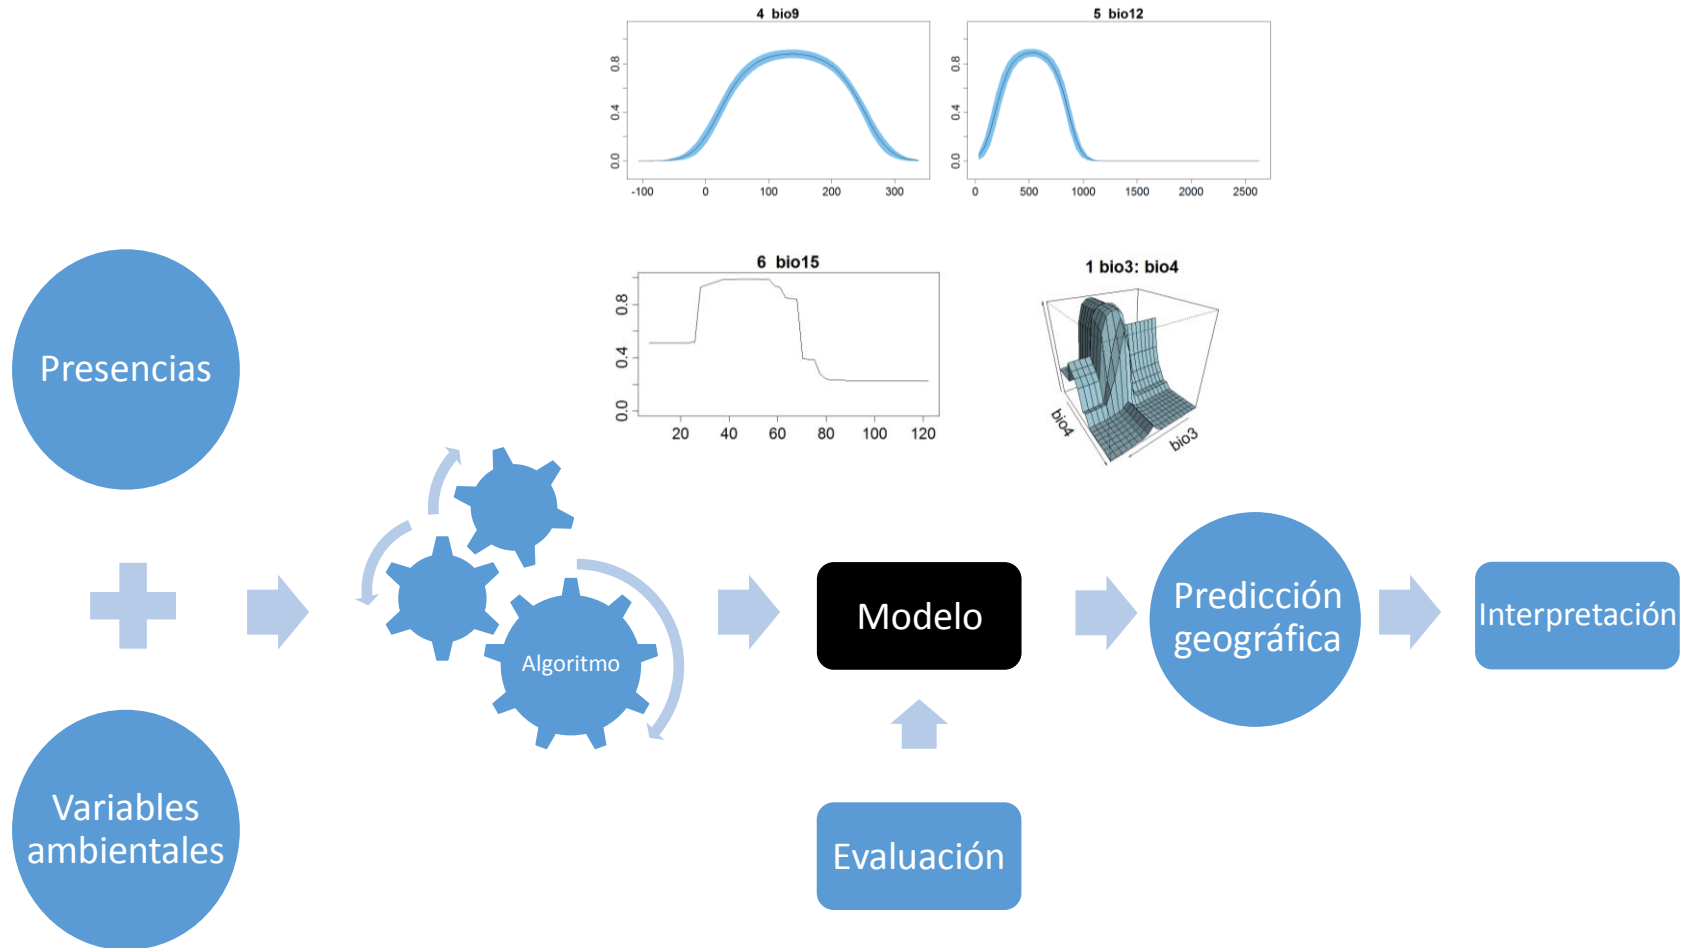 4 bio9
0.8
0.4
0.0
-100 0 100 200 300
5 bio12
0.8
0.4
0.0
0 500 1000 1500 2000 2500
6 bio15
0.8
0.4
0.0
20 40 60 80 100 120
1 bio3: bio4
bio4
bio3
Presencias
Variables
ambientales
Algoritmo
Modelo
Evaluación
Predicción
geográfica
Interpretación